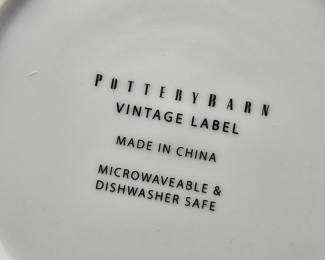 POTTERYBARN
VINTAGE LABEL
MADE IN CHINA
MICROWAVEABLE &
DISHWASHER SAFE